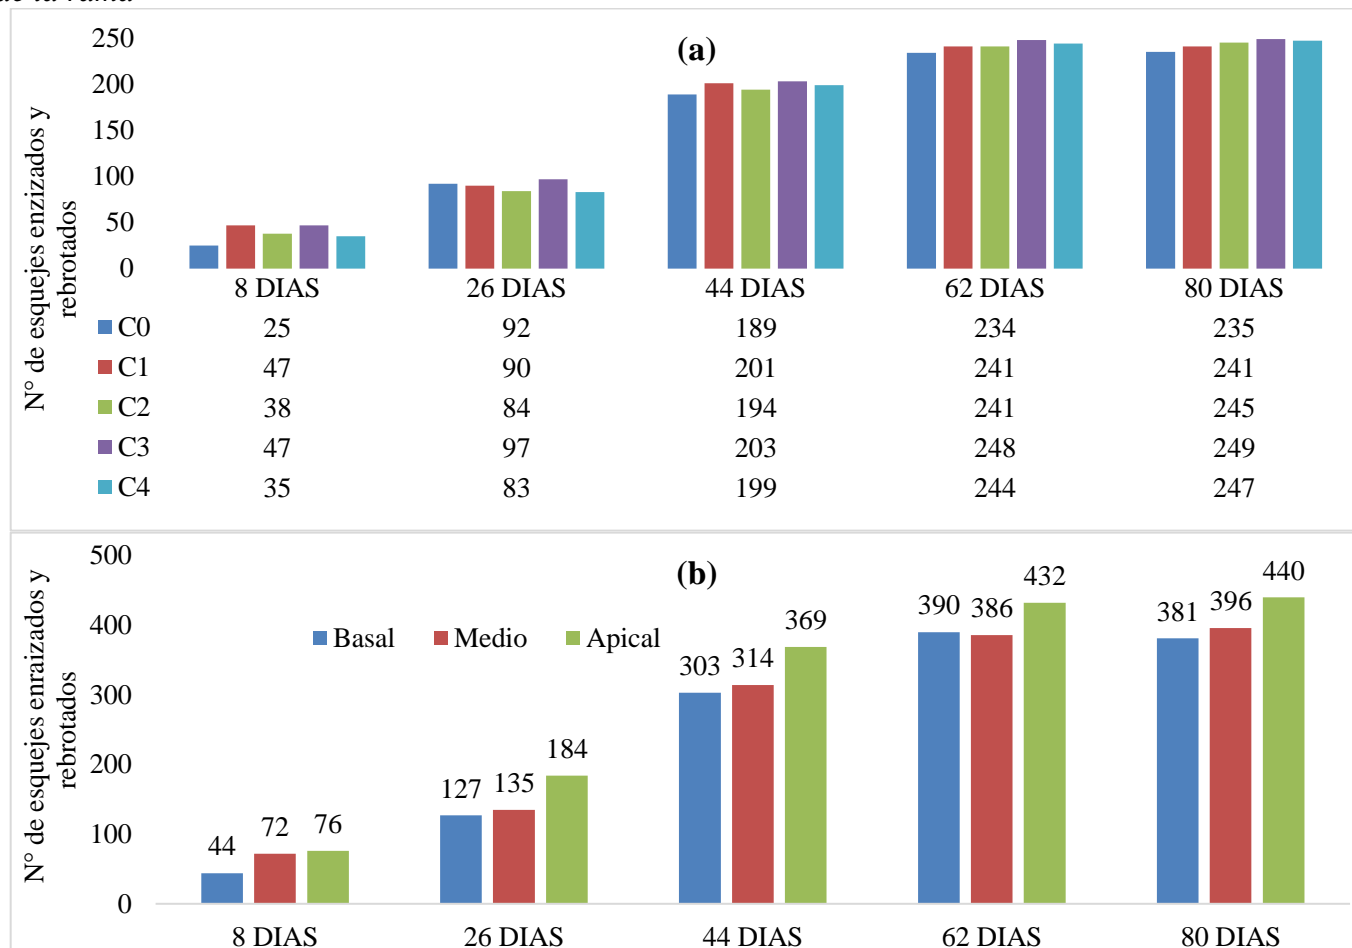 de la rama
(a)
N° de esquejes enzizados y
rebrotados
250
200
150
100
50
0
8 DIAS 26 DIAS 44 DIAS 62 DIAS 80 DIAS
C0 25 92 189 234 235
C1 47 90 201 241 241
C2 38 84 194 241 245
C3 47 97 203 248 249
C4 35 83 199 244 247
(b)
N° de esquejes enraizados y
rebrotados
500
400
300
200
100
0
Basal Medio Apical
44 72 76
127 135 184
303 314 369
390 386 432
381 396 440
8 DIAS 26 DIAS 44 DIAS 62 DIAS 80 DIAS